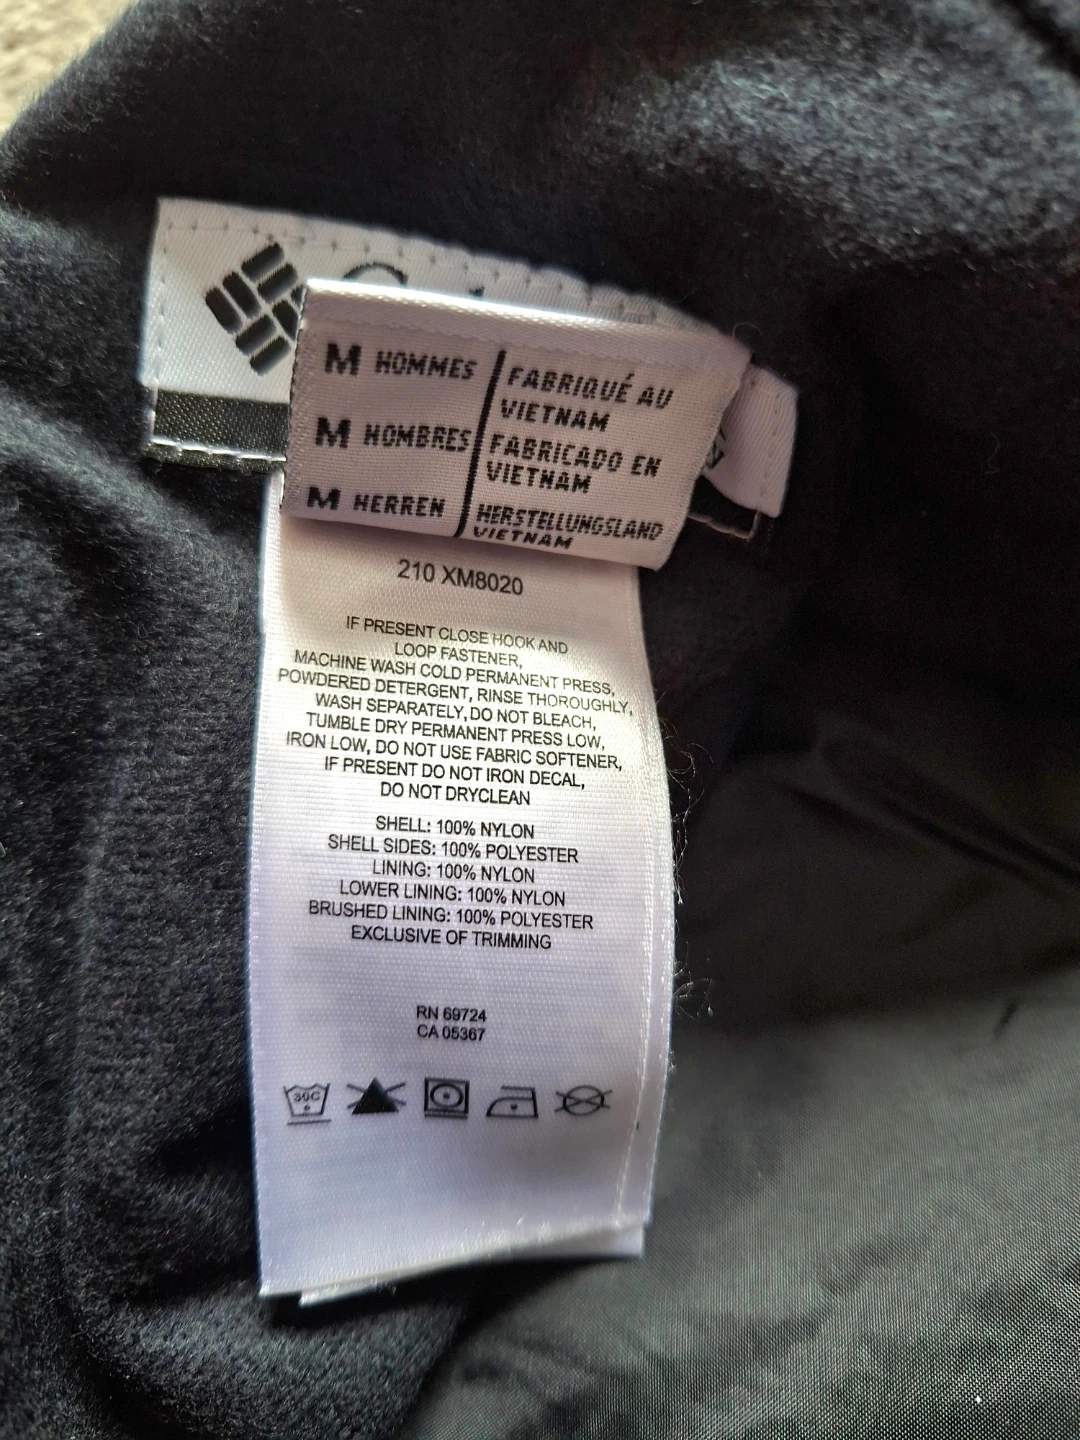 M HOMMES
FABRIQUÉ AU
VIETNAM
M HOMBRES
FABRICADO EN
VIETNAM
M HERREN
HERSTELLUNGSLAND
VIETNAM
210 XM8020
IF PRESENT CLOSE HOOK AND
LOOP FASTENER,
MACHINE WASH COLD PERMANENT PRESS,
POWDERED DETERGENT, RINSE THOROUGHLY,
WASH SEPARATELY, DO NOT BLEACH,
TUMBLE DRY PERMANENT PRESS LOW,
IRON LOW, DO NOT USE FABRIC SOFTENER,
IF PRESENT DO NOT IRON DECAL,
DO NOT DRYCLEAN
SHELL: 100% NYLON
SHELL SIDES: 100% POLYESTER
LINING: 100% NYLON
LOWER LINING: 100% NYLON
BRUSHED LINING: 100% POLYESTER
EXCLUSIVE OF TRIMMING
RN 69724
CA 05367
30C